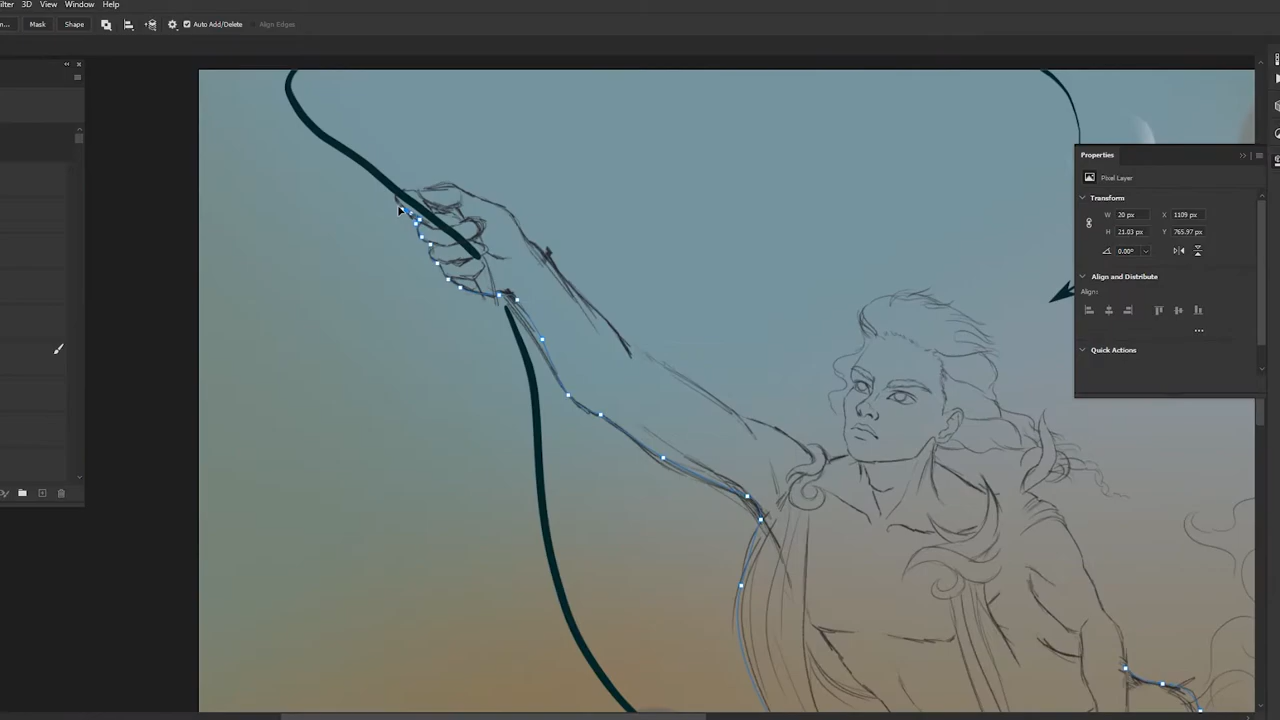 3D View Window Help
Mask Shape Auto Add/Delete Align Edges
Properties
Pixel Layer
Transform
W 20 px X 1109 px
H 21.03 px Y 765.97 px
0.00°
Align and Distribute
Align:
Quick Actions